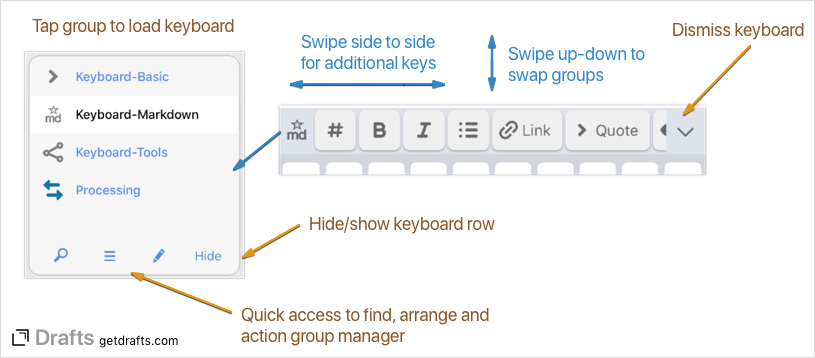 Tap group to load keyboard
Swipe side to side
for additional keys
Swipe up-down to
swap groups
Dismiss keyboard
Keyboard-Basic
md Keyboard-Markdown
Keyboard-Tools
Processing
Hide
md # B I Link Quote
Hide/show keyboard row
Quick access to find, arrange and
action group manager
Drafts getdrafts.com